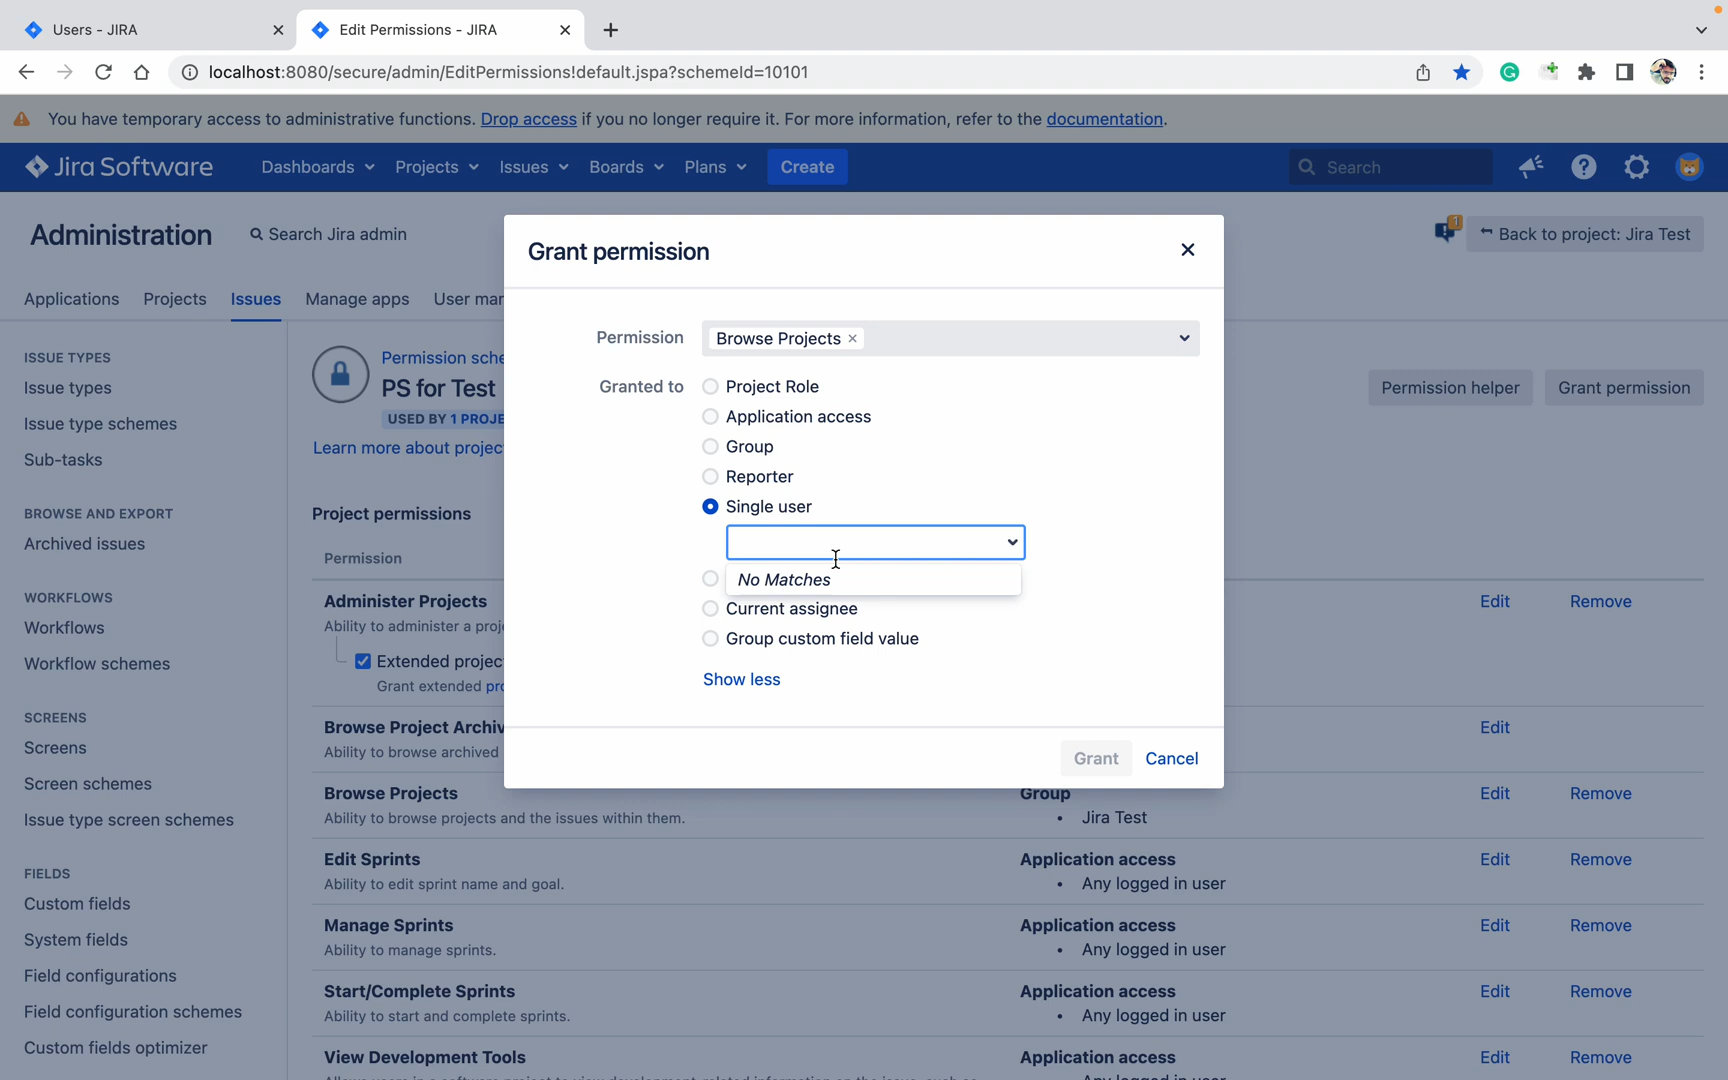 Users - JIRA
Edit Permissions - JIRA
localhost:8080/secure/admin/EditPermissions!default.jspa?schemeId=10101
You have temporary access to administrative functions. Drop access if you no longer require it. For more information, refer to the documentation.
Jira Software
Dashboards
Projects
Issues
Boards
Plans
Create
Search
Administration
Search Jira admin
1
Back to project: Jira Test
Applications
Projects
Issues
Manage apps
User mar
ISSUE TYPES
Issue types
Issue type schemes
Sub-tasks
BROWSE AND EXPORT
Archived issues
WORKFLOWS
Workflows
Workflow schemes
SCREENS
Screens
Screen schemes
Issue type screen schemes
FIELDS
Custom fields
System fields
Field configurations
Field configuration schemes
Custom fields optimizer
Permission sche
PS for Test
USED BY 1 PROJE
Learn more about projec
Permission helper
Grant permission
Project permissions
Permission
Administer Projects
Ability to administer a proj
Extended projec
Grant extended pro
Edit
Remove
Browse Project Archiv
Ability to browse archived
Edit
Browse Projects
Ability to browse projects and the issues within them.
Group
• Jira Test
Edit
Remove
Edit Sprints
Ability to edit sprint name and goal.
Application access
• Any logged in user
Edit
Remove
Manage Sprints
Ability to manage sprints.
Application access
• Any logged in user
Edit
Remove
Start/Complete Sprints
Ability to start and complete sprints.
Application access
• Any logged in user
Edit
Remove
View Development Tools
Application access
Edit
Remove
Grant permission
Permission
Browse Projects
Granted to
Project Role
Application access
Group
Reporter
Single user
No Matches
Current assignee
Group custom field value
Show less
Grant
Cancel